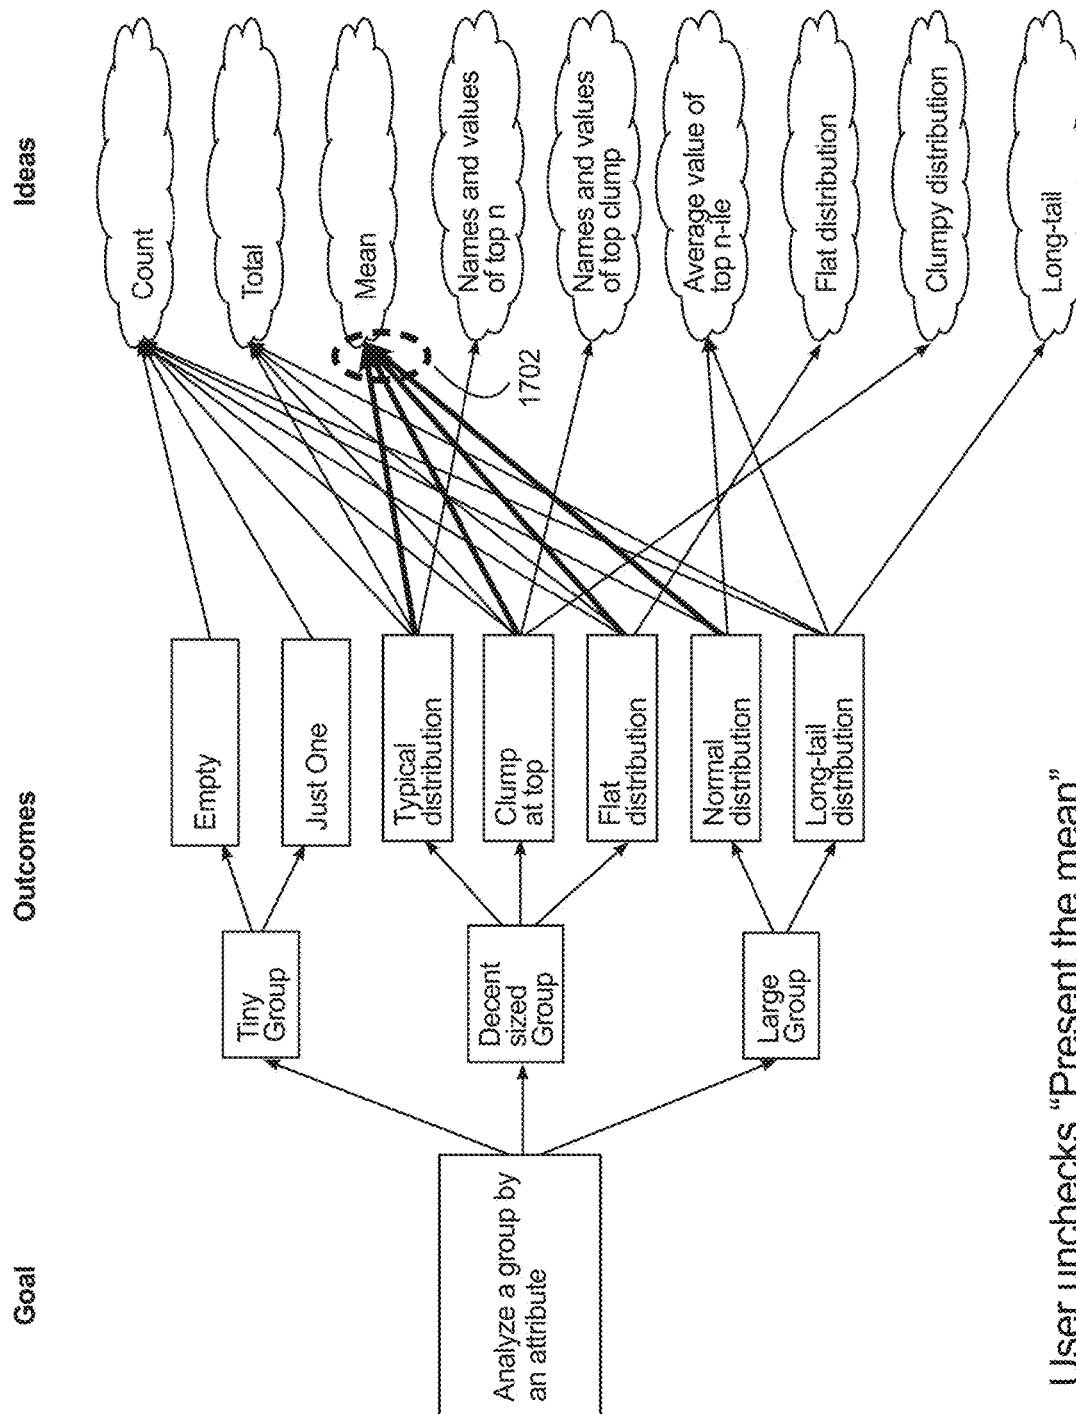 Goal
Outcomes
Ideas
Analyze a group by
an attribute
Tiny
Group
Decent
sized
Group
Large
Group
Empty
Just One
Typical
distribution
Clump
at top
Flat
distribution
Normal
distribution
Long-tail
distribution
1702
Count
Total
Mean
Names and values
of top n
Names and values
of top clump
Average value of
top n-ile
Flat distribution
Clumpy distribution
Long-tail
User unchecks "Present the mean"